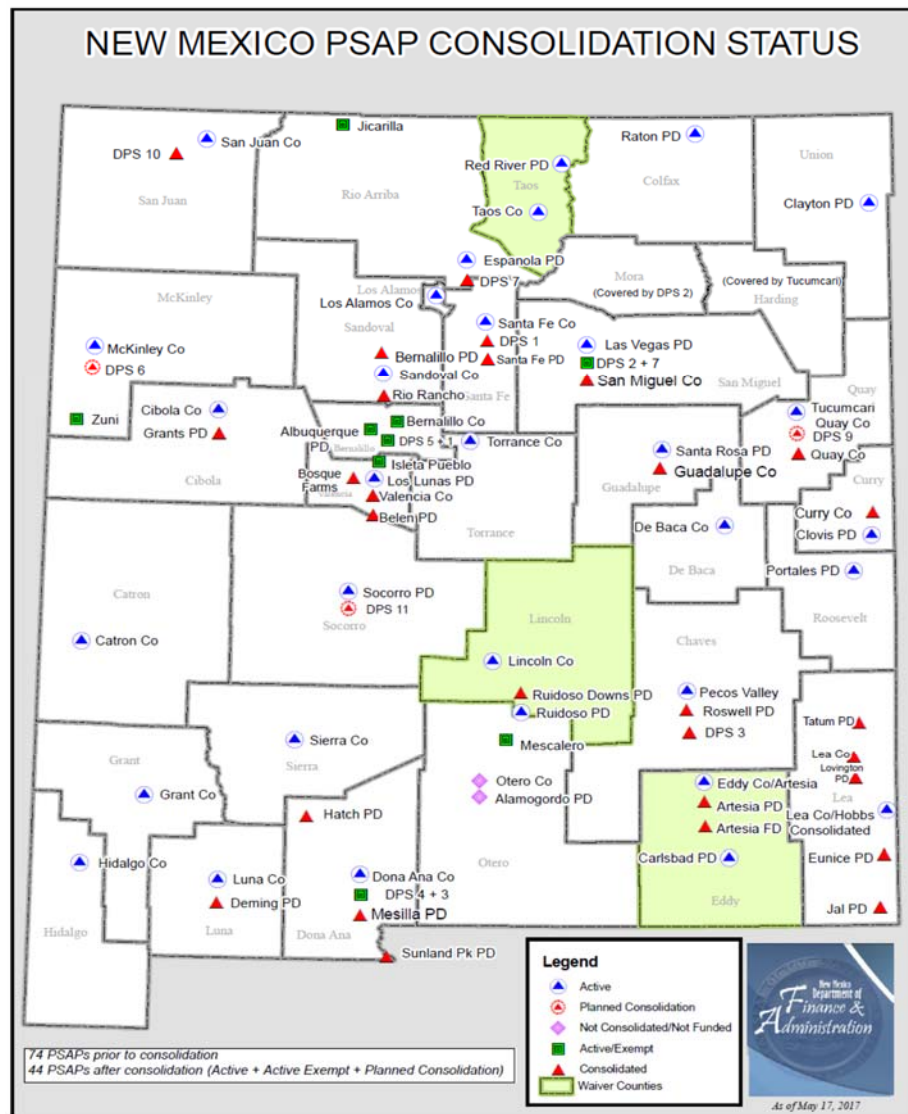 NEW MEXICO PSAP CONSOLIDATION STATUS
Jicarilla
San Juan Co
DPS 10
San Juan
Rio Arriba
Red River PD
Taos
Taos Co
Raton PD
Colfax
Union
Clayton PD
Espanola PD
DPS 7
Los Alamos
Los Alamos Co
Mora
(Covered by DPS 2)
(Covered by Tucumcari)
Harding
McKinley
Sandoval
McKinley Co
DPS 6
Bernalillo PD
Sandoval Co
Rio Rancho
Santa Fe Co
DPS 1
Santa Fe PD
Santa Fe
Las Vegas PD
DPS 2 + 7
San Miguel Co
San Miguel
Quay
Zuni
Cibola Co
Grants PD
Cibola
Bernalillo Co
Albuquerque
PD
DPS 5 + 1
Bernalillo
Isleta Pueblo
Bosque
Farms
Los Lunas PD
Valencia
Valencia Co
Belen PD
Torrance Co
Torrance
Tucumcari
Quay Co
DPS 9
Quay Co
Santa Rosa PD
Guadalupe Co
Guadalupe
Curry
Curry Co
Clovis PD
De Baca Co
De Baca
Portales PD
Roosevelt
Catron
Catron Co
Socorro PD
DPS 11
Socorro
Lincoln
Lincoln Co
Ruidoso Downs PD
Ruidoso PD
Mescalero
Chaves
Pecos Valley
Roswell PD
DPS 3
Tatum PD
Lea Co
Lovington
PD
Lea
Lea Co/Hobbs
Consolidated
Eunice PD
Jal PD
Sierra Co
Sierra
Grant
Grant Co
Otero Co
Alamogordo PD
Otero
Eddy Co/Artesia
Artesia PD
Artesia FD
Carlsbad PD
Eddy
Hatch PD
Hidalgo Co
Hidalgo
Luna Co
Deming PD
Luna
Dona Ana Co
DPS 4 + 3
Mesilla PD
Dona Ana
Sunland Pk PD
Legend
Active
Planned Consolidation
Not Consolidated/Not Funded
Active/Exempt
Consolidated
Waiver Counties
New Mexico
Department of
Finance &
Administration
74 PSAPs prior to consolidation
44 PSAPs after consolidation (Active + Active Exempt + Planned Consolidation)
As of May 17, 2017